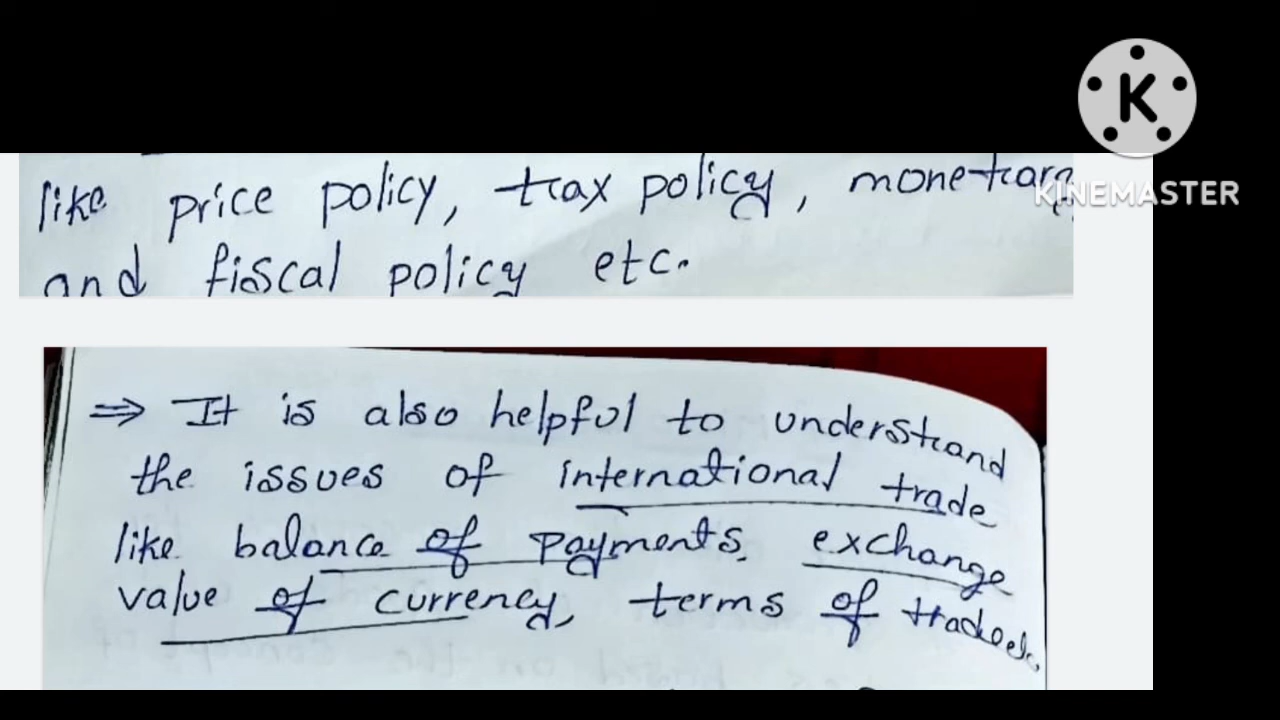 K
KINEMASTER
like price policy, tax policy, monetary
and fiscal policy etc.
⇒ It is also helpful to understand
the issues of international trade
like balance of payments, exchange
value of currency, terms of trade etc.